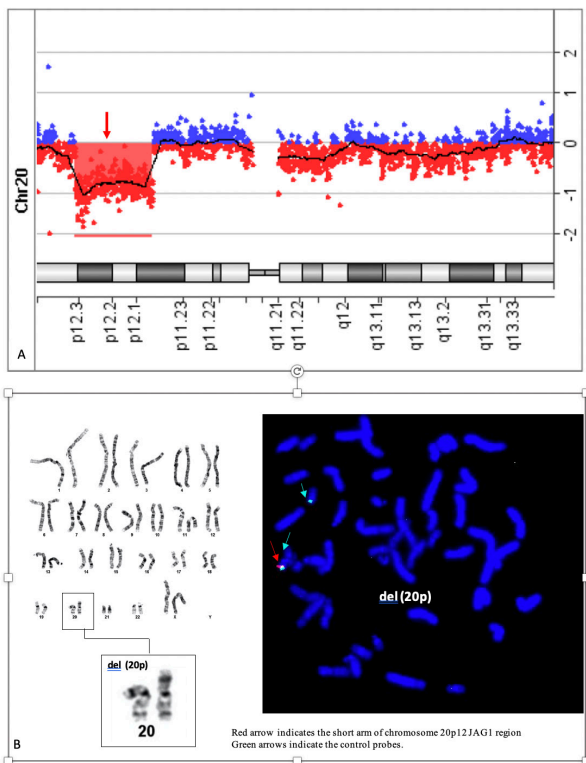 2
1
0
-1
-2
Chr20
p12.3
p12.2
p12.1
p11.23
p11.22
q11.21
q11.22
q12
q13.11
q13.13
q13.2
q13.31
q13.33
A
1 2 3 4 5
6 7 8 9 10 11 12
13 14 15 16 17 18
19 20 21 22 X Y
del (20p)
20
del (20p)
B
Red arrow indicates the short arm of chromosome 20p12 JAG1 region
Green arrows indicate the control probes.